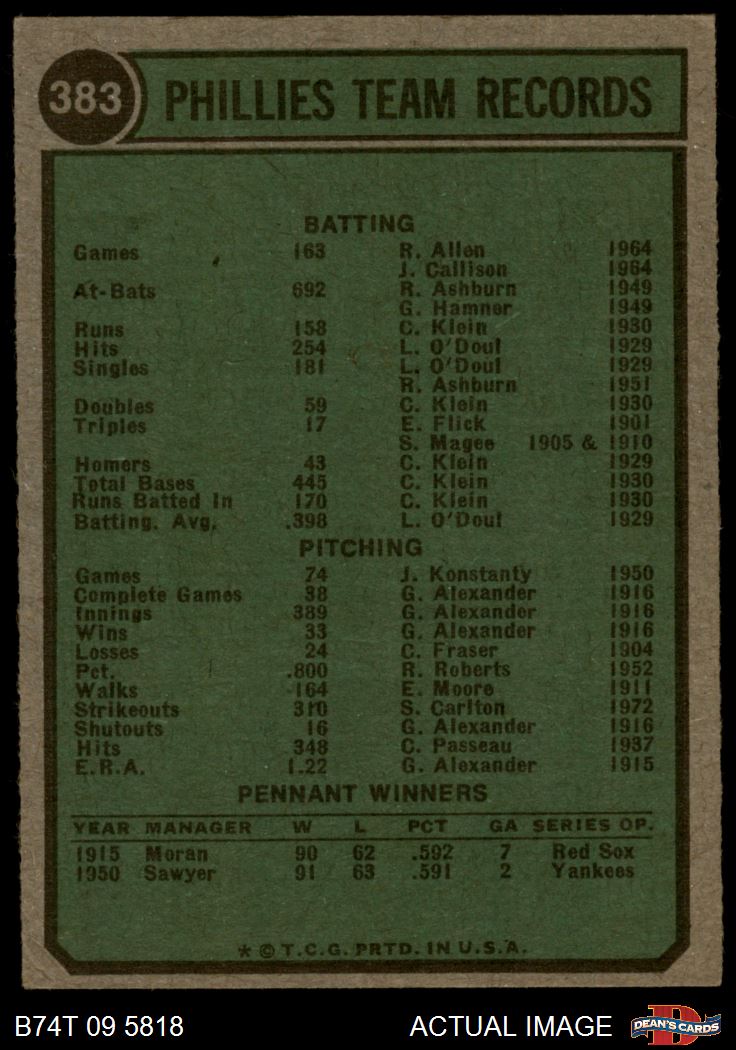 383 PHILLIES TEAM RECORDS
BATTING
Games 163 R. Allen 1964
J. Callison 1964
At-Bats 692 R. Ashburn 1949
G. Hamner 1949
Runs 158 C. Klein 1930
Hits 254 L. O'Doul 1929
Singles 181 L. O'Doul 1929
R. Ashburn 1951
Doubles 59 C. Klein 1930
Triples 17 E. Flick 1901
S. Magee 1905 & 1910
Homers 43 C. Klein 1929
Total Bases 445 C. Klein 1930
Runs Batted In 170 C. Klein 1930
Batting. Avg. .398 L. O'Doul 1929
PITCHING
Games 74 J. Konstanty 1950
Complete Games 38 G. Alexander 1916
Innings 389 G. Alexander 1916
Wins 33 G. Alexander 1916
Losses 24 C. Fraser 1904
Pct. .800 R. Roberts 1952
Walks 164 E. Moore 1911
Strikeouts 310 S. Carlton 1972
Shutouts 16 G. Alexander 1916
Hits 348 C. Passeau 1937
E.R.A. 1.22 G. Alexander 1915
PENNANT WINNERS
YEAR MANAGER W L PCT GA SERIES OP.
1915 Moran 90 62 .592 7 Red Sox
1950 Sawyer 91 63 .591 2 Yankees
* © T.C.G. PRTD. IN U.S.A.
B74T 09 5818 ACTUAL IMAGE D DEAN'S CARDS